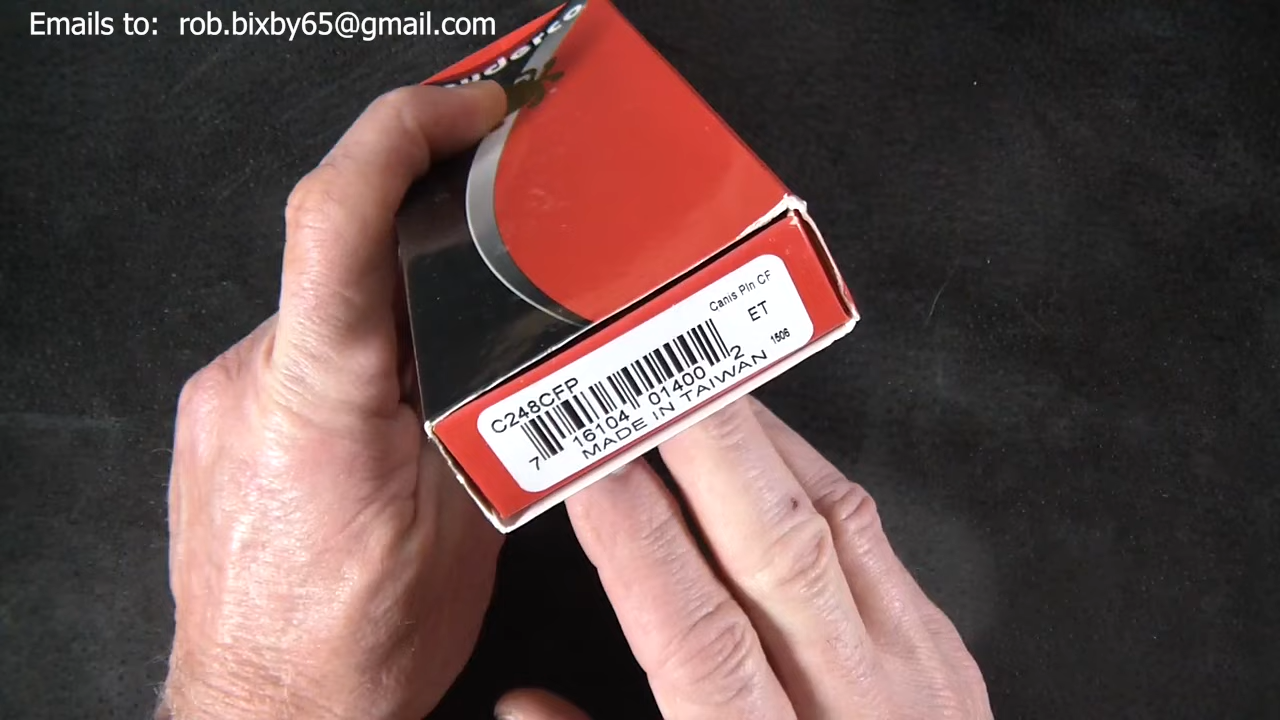 Emails to: rob.bixby65@gmail.com
Canis Pln CF
ET
C248CFP
1506
7 16104 01400 2
MADE IN TAIWAN